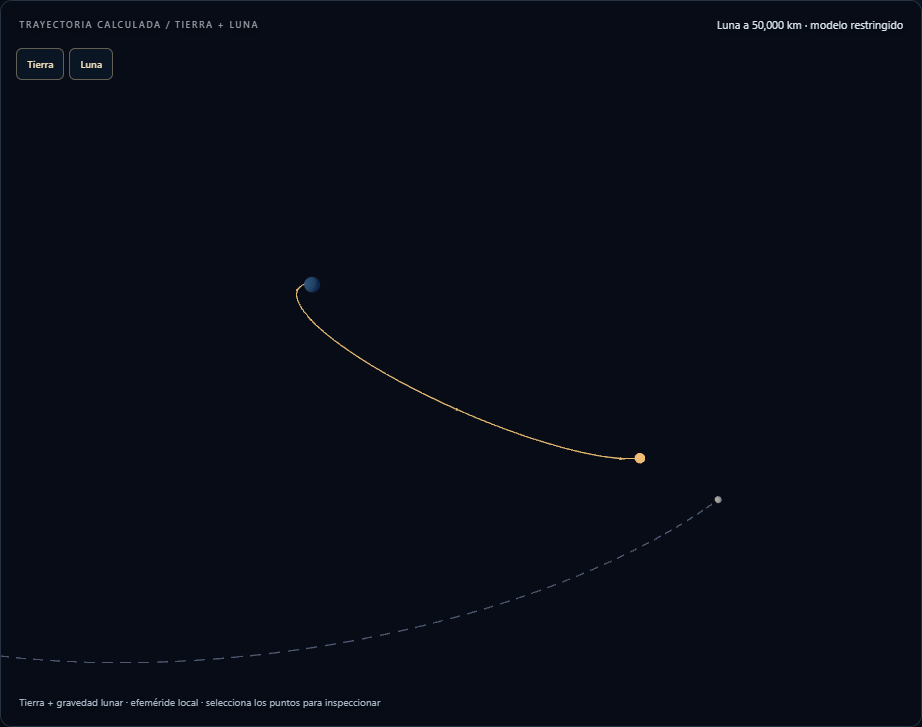 TRAYECTORIA CALCULADA / TIERRA + LUNA
Luna a 50,000 km · modelo restringido
Tierra
Luna
Tierra + gravedad lunar · efeméride local · selecciona los puntos para inspeccionar